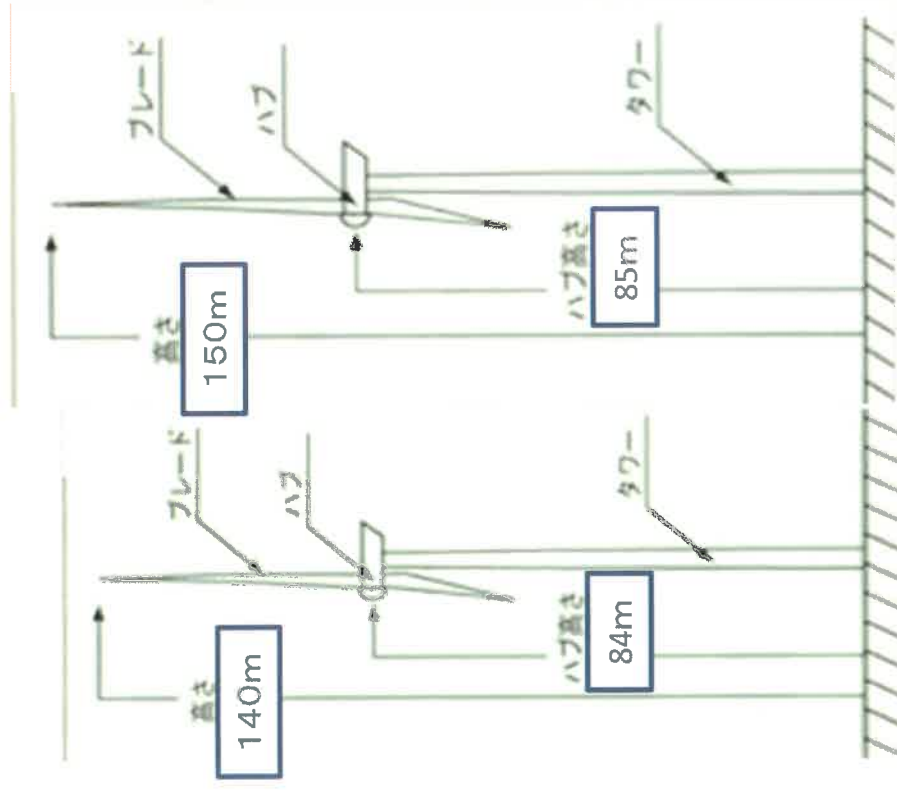 高さ
140m
ブレード
ハブ
ハブ高さ
84m
タワー
高さ
150m
ブレード
ハブ
ハブ高さ
85m
タワー